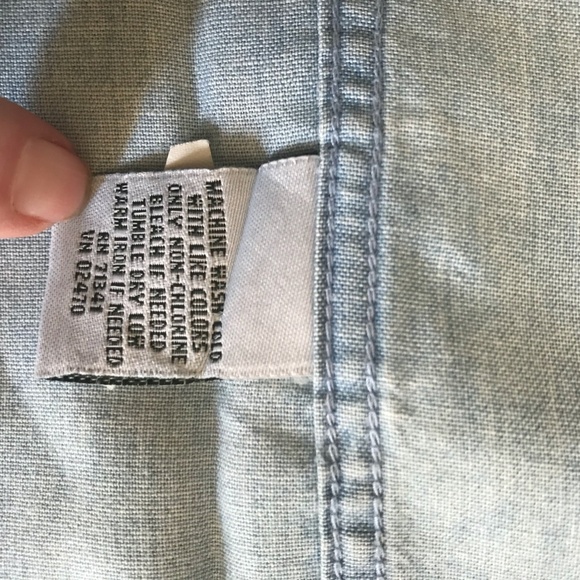 MACHINE WASH COLD
WITH LIKE COLORS
ONLY NON-CHLORINE
BLEACH IF NEEDED
TUMBLE DRY LOW
WARM IRON IF NEEDED
RN 71341
VN 02470